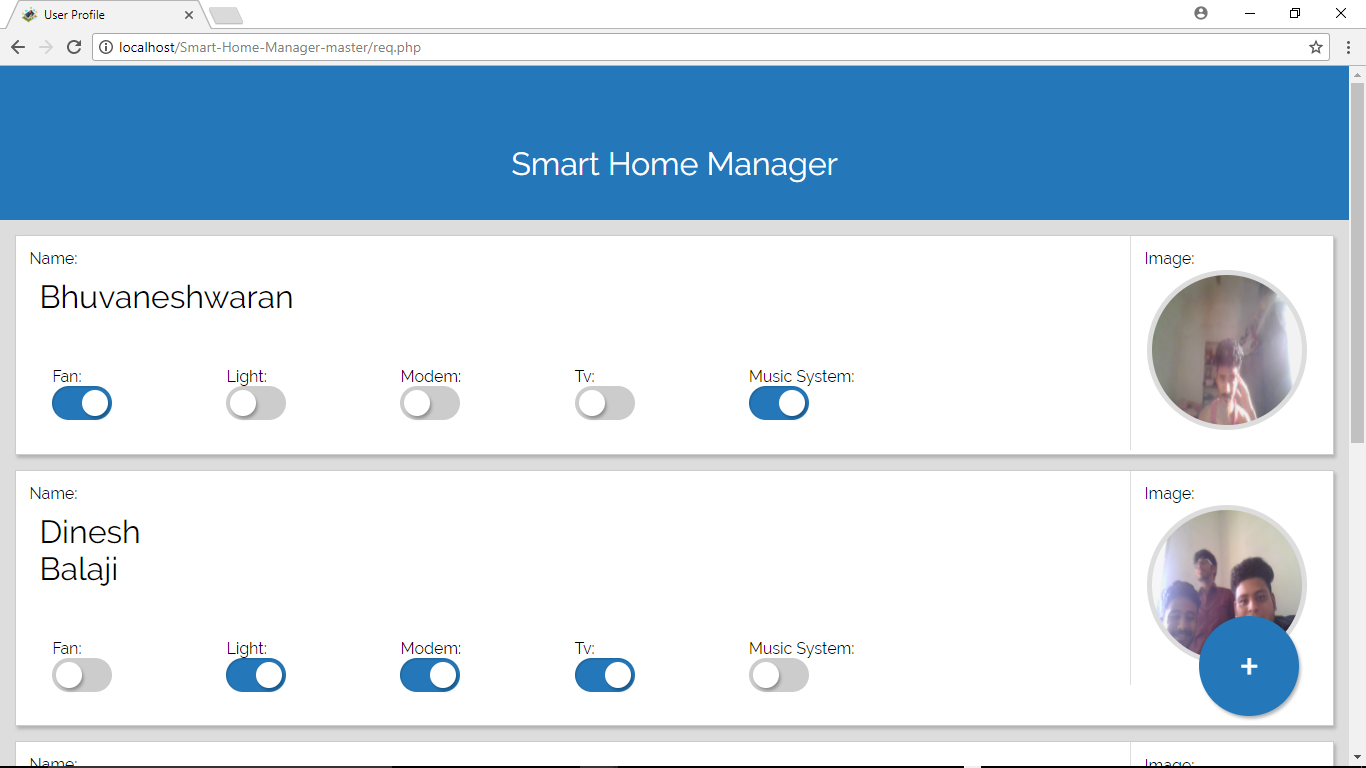 User Profile
localhost/Smart-Home-Manager-master/req.php
Smart Home Manager
Name:
Image:
Bhuvaneshwaran
Fan:
Light:
Modem:
Tv:
Music System:
Name:
Image:
Dinesh
Balaji
Fan:
Light:
Modem:
Tv:
Music System:
+
Name:
Image: